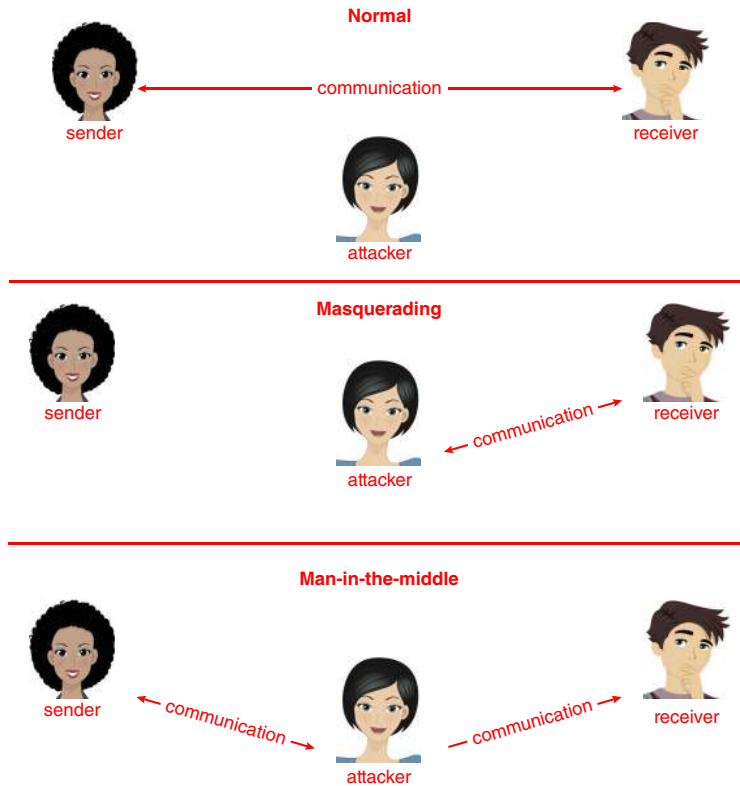 Normal
communication
sender
receiver
attacker
Masquerading
sender
communication
receiver
attacker
Man-in-the-middle
sender
communication
communication
receiver
attacker